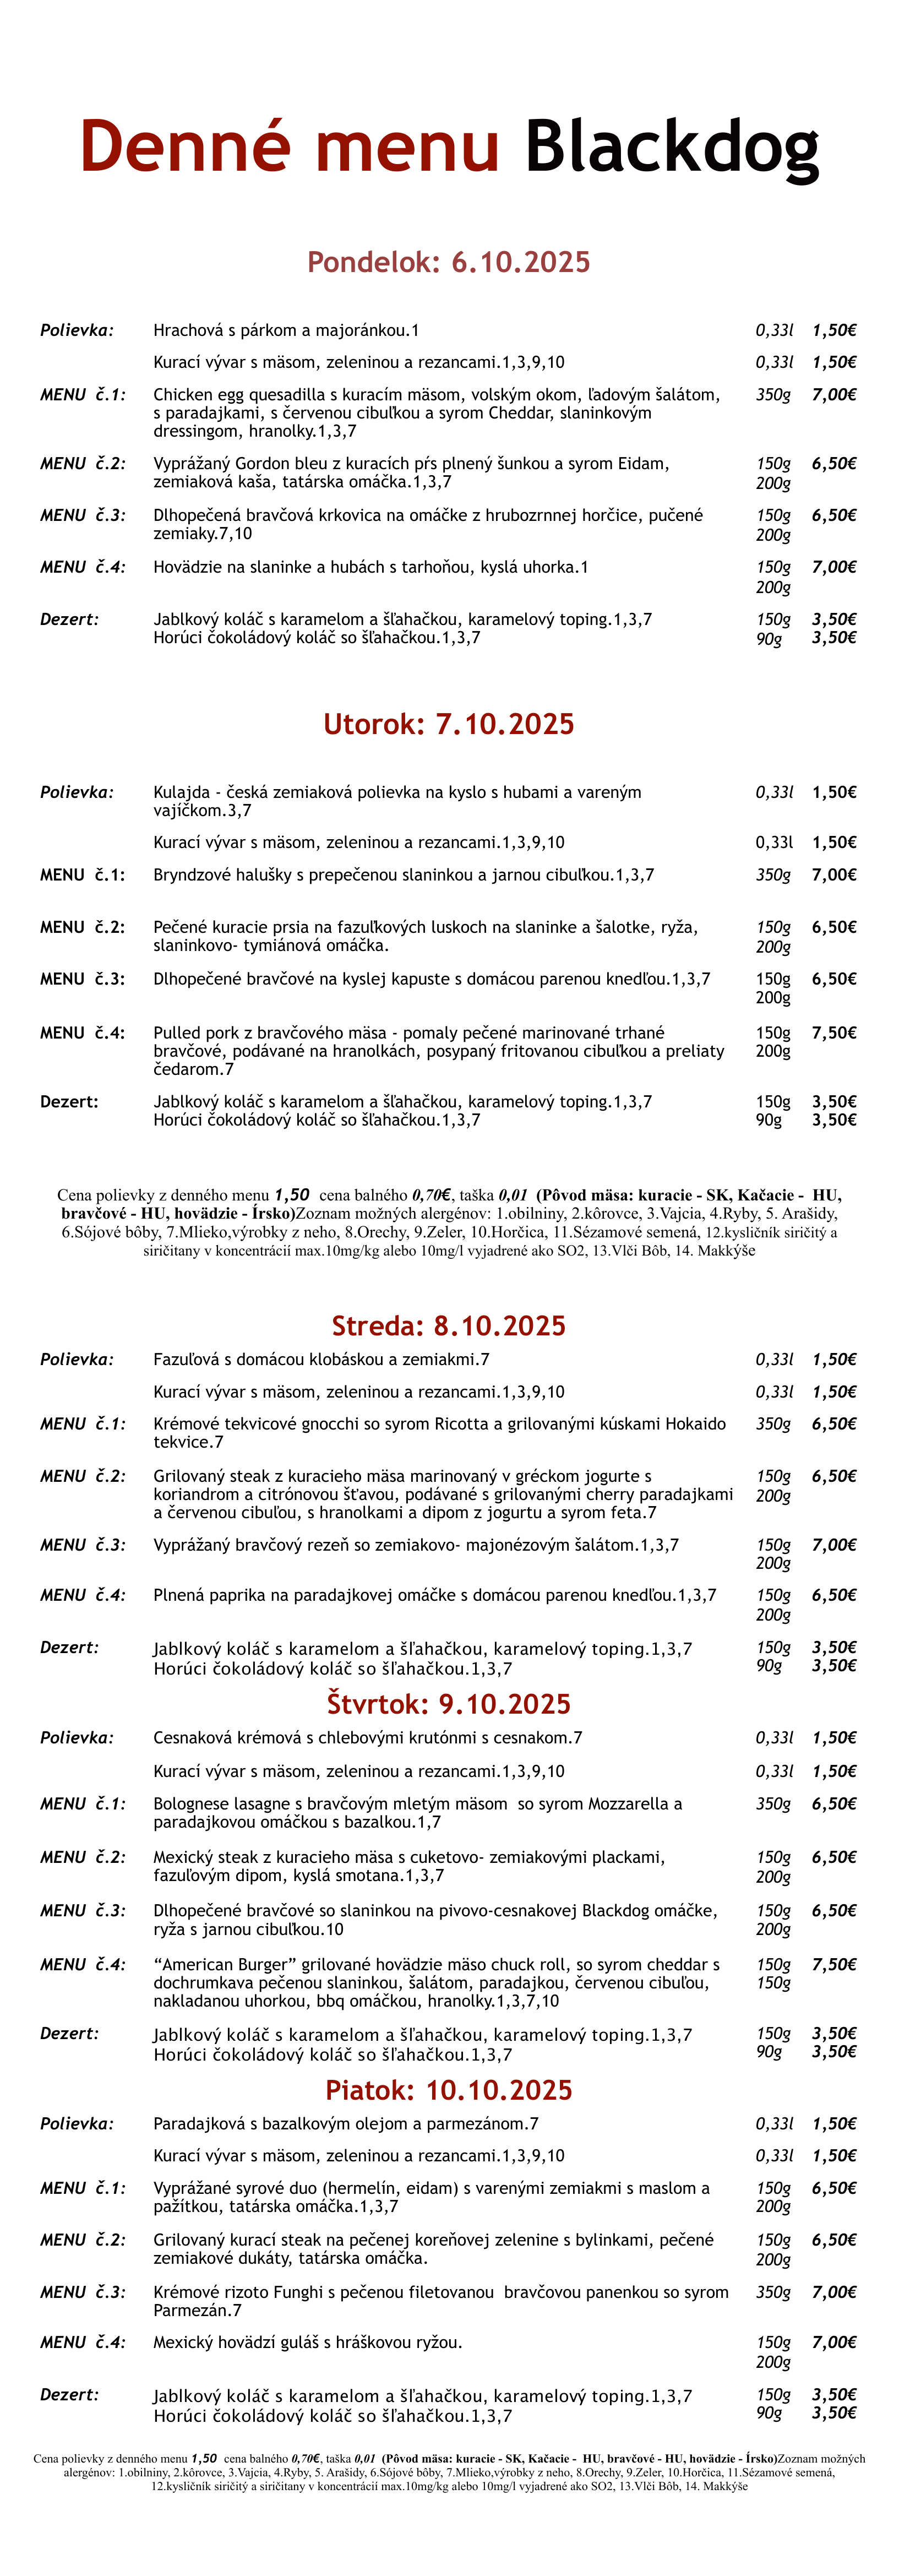 Denné menu Blackdog
Pondelok: 6.10.2025
Polievka: Hrachová s párkom a majoránkou.1 0,33l 1,50€
Kurací vývar s mäsom, zeleninou a rezancami.1,3,9,10 0,33l 1,50€
MENU č.1: Chicken egg quesadilla s kuracím mäsom, volským okom, ľadovým šalátom, 350g 7,00€
s paradajkami, s červenou cibuľkou a syrom Cheddar, slaninkovým
dressingom, hranolky.1,3,7
MENU č.2: Vyprážaný Gordon bleu z kuracích pŕs plnený šunkou a syrom Eidam, 150g 6,50€
zemiaková kaša, tatárska omáčka.1,3,7 200g
MENU č.3: Dlhopečená bravčová krkovica na omáčke z hrubozrnnej horčice, pučené 150g 6,50€
zemiaky.7,10 200g
MENU č.4: Hovädzie na slaninke a hubách s tarhoňou, kyslá uhorka.1 150g 7,00€
200g
Dezert: Jablkový koláč s karamelom a šľahačkou, karamelový toping.1,3,7 150g 3,50€
Horúci čokoládový koláč so šľahačkou.1,3,7 90g 3,50€
Utorok: 7.10.2025
Polievka: Kulajda - česká zemiaková polievka na kyslo s hubami a vareným 0,33l 1,50€
vajíčkom.3,7
Kurací vývar s mäsom, zeleninou a rezancami.1,3,9,10 0,33l 1,50€
MENU č.1: Bryndzové halušky s prepečenou slaninkou a jarnou cibuľkou.1,3,7 350g 7,00€
MENU č.2: Pečené kuracie prsia na fazuľkových luskoch na slaninke a šalotke, ryža, 150g 6,50€
slaninkovo- tymiánová omáčka. 200g
MENU č.3: Dlhopečené bravčové na kyslej kapuste s domácou parenou knedľou.1,3,7 150g 6,50€
200g
MENU č.4: Pulled pork z bravčového mäsa - pomaly pečené marinované trhané 150g 7,50€
bravčové, podávané na hranolkách, posypaný fritovanou cibuľkou a preliaty 200g
čedarom.7
Dezert: Jablkový koláč s karamelom a šľahačkou, karamelový toping.1,3,7 150g 3,50€
Horúci čokoládový koláč so šľahačkou.1,3,7 90g 3,50€
Cena polievky z denného menu 1,50 cena balného 0,70€, taška 0,01 (Pôvod mäsa: kuracie - SK, Kačacie - HU,
bravčové - HU, hovädzie - Írsko)Zoznam možných alergénov: 1.obilniny, 2.kôrovce, 3.Vajcia, 4.Ryby, 5. Arašidy,
6.Sójové bôby, 7.Mlieko,výrobky z neho, 8.Orechy, 9.Zeler, 10.Horčica, 11.Sézamové semená, 12.kysličník siričitý a
siričitany v koncentrácií max.10mg/kg alebo 10mg/l vyjadrené ako SO2, 13.Vlči Bôb, 14. Makkýše
Streda: 8.10.2025
Polievka: Fazuľová s domácou klobáskou a zemiakmi.7 0,33l 1,50€
Kurací vývar s mäsom, zeleninou a rezancami.1,3,9,10 0,33l 1,50€
MENU č.1: Krémové tekvicové gnocchi so syrom Ricotta a grilovanými kúskami Hokaido 350g 6,50€
tekvice.7
MENU č.2: Grilovaný steak z kuracieho mäsa marinovaný v gréckom jogurte s 150g 6,50€
koriandrom a citrónovou šťavou, podávané s grilovanými cherry paradajkami 200g
a červenou cibuľou, s hranolkami a dipom z jogurtu a syrom feta.7
MENU č.3: Vyprážaný bravčový rezeň so zemiakovo- majonézovým šalátom.1,3,7 150g 7,00€
200g
MENU č.4: Plnená paprika na paradajkovej omáčke s domácou parenou knedľou.1,3,7 150g 6,50€
200g
Dezert: Jablkový koláč s karamelom a šľahačkou, karamelový toping.1,3,7 150g 3,50€
Horúci čokoládový koláč so šľahačkou.1,3,7 90g 3,50€
Štvrtok: 9.10.2025
Polievka: Cesnaková krémová s chlebovými krutónmi s cesnakom.7 0,33l 1,50€
Kurací vývar s mäsom, zeleninou a rezancami.1,3,9,10 0,33l 1,50€
MENU č.1: Bolognese lasagne s bravčovým mletým mäsom so syrom Mozzarella a 350g 6,50€
paradajkovou omáčkou s bazalkou.1,7
MENU č.2: Mexický steak z kuracieho mäsa s cuketovo- zemiakovými plackami, 150g 6,50€
fazuľovým dipom, kyslá smotana.1,3,7 200g
MENU č.3: Dlhopečené bravčové so slaninkou na pivovo-cesnakovej Blackdog omáčke, 150g 6,50€
ryža s jarnou cibuľkou.10 200g
MENU č.4: “American Burger” grilované hovädzie mäso chuck roll, so syrom cheddar s 150g 7,50€
dochrumkava pečenou slaninkou, šalátom, paradajkou, červenou cibuľou, 150g
nakladanou uhorkou, bbq omáčkou, hranolky.1,3,7,10
Dezert: Jablkový koláč s karamelom a šľahačkou, karamelový toping.1,3,7 150g 3,50€
Horúci čokoládový koláč so šľahačkou.1,3,7 90g 3,50€
Piatok: 10.10.2025
Polievka: Paradajková s bazalkovým olejom a parmezánom.7 0,33l 1,50€
Kurací vývar s mäsom, zeleninou a rezancami.1,3,9,10 0,33l 1,50€
MENU č.1: Vyprážané syrové duo (hermelín, eidam) s varenými zemiakmi s maslom a 150g 6,50€
pažítkou, tatárska omáčka.1,3,7 200g
MENU č.2: Grilovaný kurací steak na pečenej koreňovej zelenine s bylinkami, pečené 150g 6,50€
zemiakové dukáty, tatárska omáčka. 200g
MENU č.3: Krémové rizoto Funghi s pečenou filetovanou bravčovou panenkou so syrom 350g 7,00€
Parmezán.7
MENU č.4: Mexický hovädzí guláš s hráškovou ryžou. 150g 7,00€
200g
Dezert: Jablkový koláč s karamelom a šľahačkou, karamelový toping.1,3,7 150g 3,50€
Horúci čokoládový koláč so šľahačkou.1,3,7 90g 3,50€
Cena polievky z denného menu 1,50 cena balného 0,70€, taška 0,01 (Pôvod mäsa: kuracie - SK, Kačacie - HU, bravčové - HU, hovädzie - Írsko)Zoznam možných
alergénov: 1.obilniny, 2.kôrovce, 3.Vajcia, 4.Ryby, 5. Arašidy, 6.Sójové bôby, 7.Mlieko,výrobky z neho, 8.Orechy, 9.Zeler, 10.Horčica, 11.Sézamové semená,
12.kysličník siričitý a siričitany v koncentrácií max.10mg/kg alebo 10mg/l vyjadrené ako SO2, 13.Vlči Bôb, 14. Makkýše